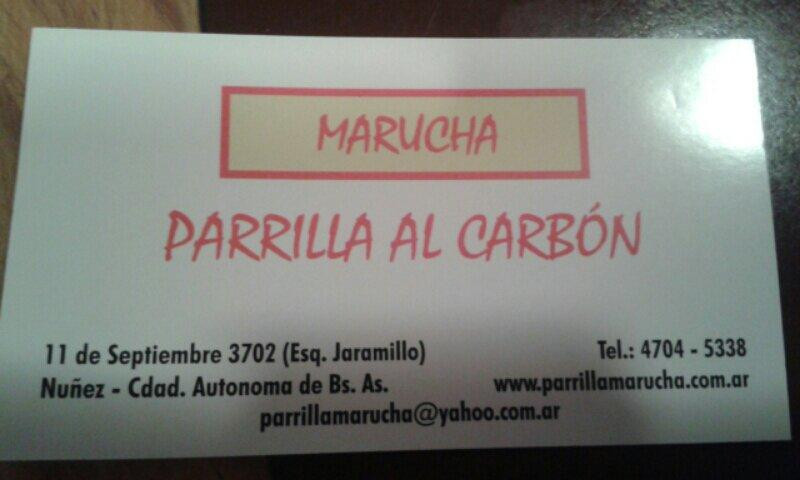 MARUCHA
PARRILLA AL CARBÓN
11 de Septiembre 3702 (Esq. Jaramillo)
Tel.: 4704 - 5338
Nuñez - Cdad. Autonoma de Bs. As.
www.parrillamarucha.com.ar
parrillamarucha@yahoo.com.ar